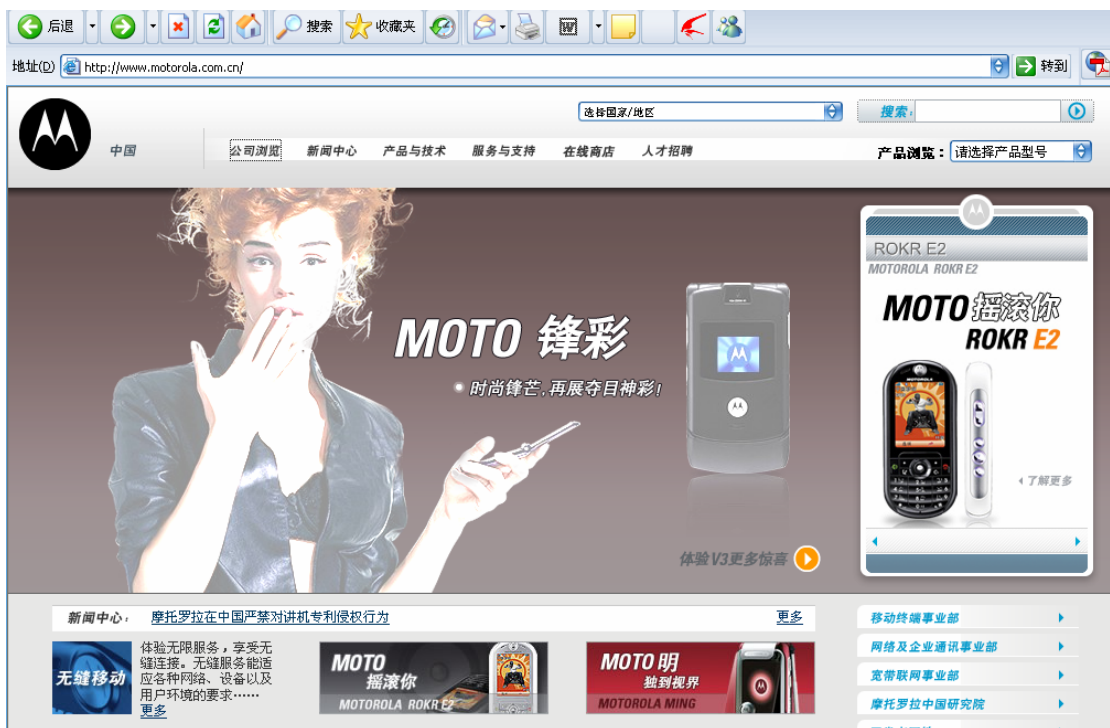 后退
搜索
收藏夹
地址(D)
http://www.motorola.com.cn/
转到
选择国家/地区
搜索:
中国
公司浏览
新闻中心
产品与技术
服务与支持
在线商店
人才招聘
产品浏览：
请选择产品型号
MOTO 锋彩
时尚锋芒,再展夺目神彩!
体验V3更多惊喜
ROKR E2
MOTOROLA ROKR E2
MOTO摇滚你
ROKR E2
了解更多
新闻中心:
摩托罗拉在中国严禁对讲机专利侵权行为
更多
无缝移动
体验无限服务，享受无
缝连接。无缝服务能适
应各种网络、设备以及
用户环境的要求……
更多
MOTO
摇滚你
MOTOROLA ROKR E2
MOTO 明
独到视界
MOTOROLA MING
移动终端事业部
网络及企业通讯事业部
宽带联网事业部
摩托罗拉中国研究院